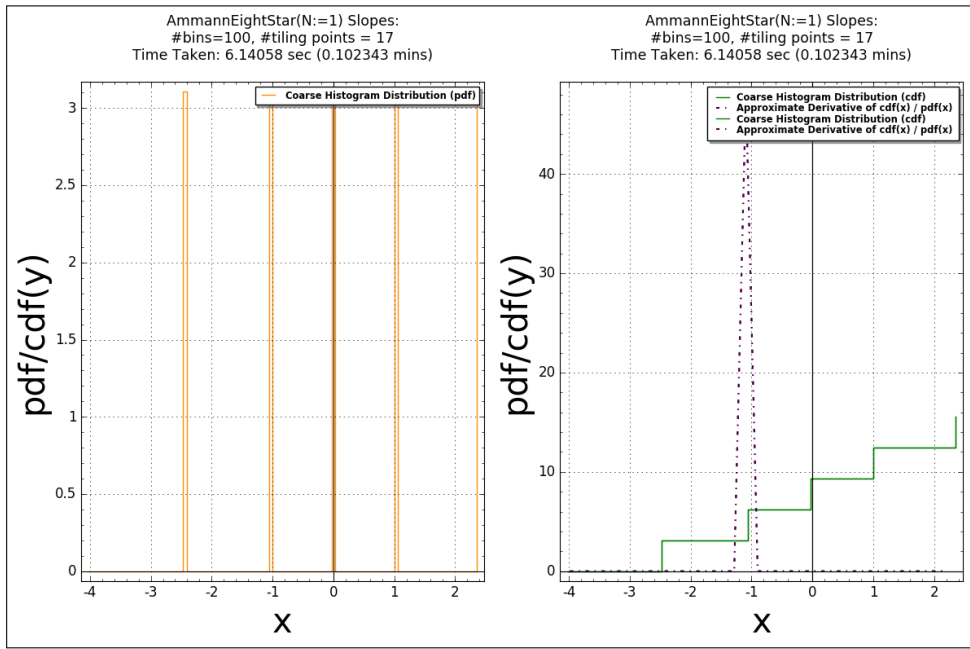 AmmannEightStar(N:=1) Slopes:
#bins=100, #tiling points = 17
Time Taken: 6.14058 sec (0.102343 mins)
Coarse Histogram Distribution (pdf)
3
2.5
2
1.5
1
0.5
0
-4
-3
-2
-1
0
1
2
pdf/cdf(y)
x
AmmannEightStar(N:=1) Slopes:
#bins=100, #tiling points = 17
Time Taken: 6.14058 sec (0.102343 mins)
Coarse Histogram Distribution (cdf)
Approximate Derivative of cdf(x) / pdf(x)
Coarse Histogram Distribution (cdf)
Approximate Derivative of cdf(x) / pdf(x)
40
30
20
10
0
-4
-3
-2
-1
0
1
2
pdf/cdf(y)
x